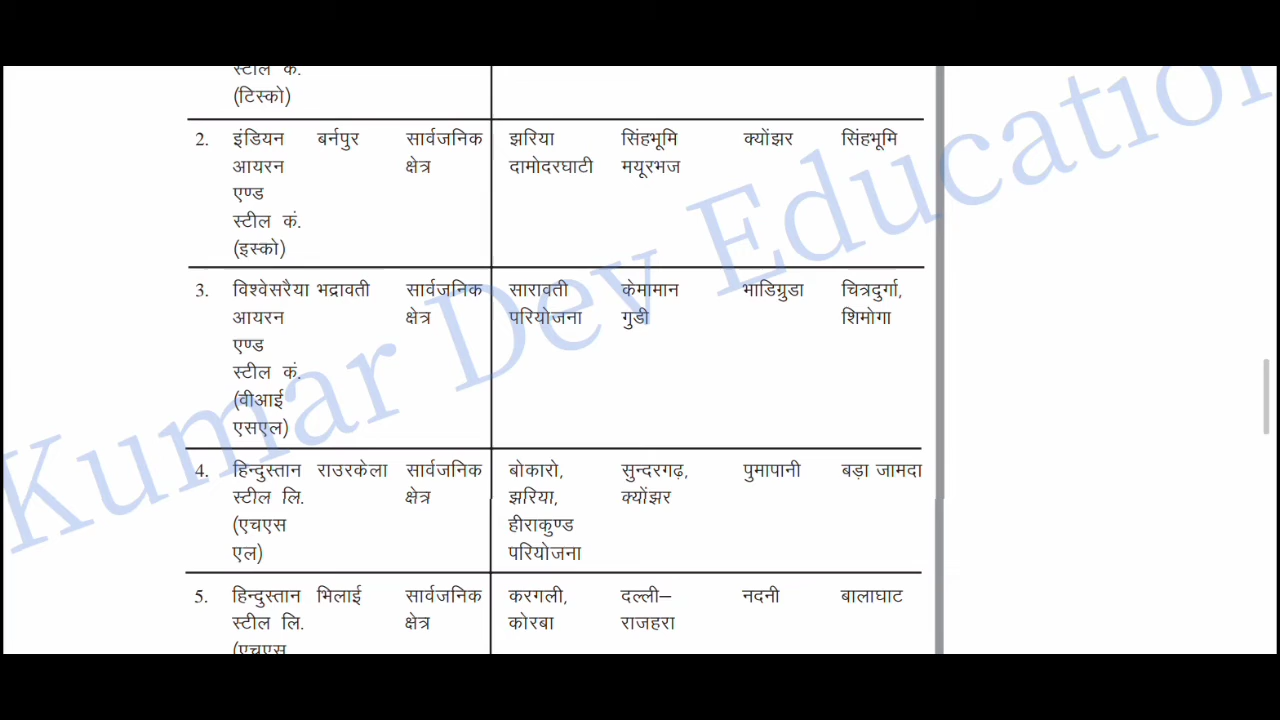 स्टील कं.
(टिस्को)
2. इंडियन बर्नपुर सार्वजनिक झरिया सिंहभूमि क्योंझर सिंहभूमि
आयरन क्षेत्र दामोदरघाटी मयूरभज
एण्ड
स्टील कं.
(इस्को)
3. विश्वेसरैया भद्रावती सार्वजनिक सारावती केमामान भाडिग्रुडा चित्रदुर्गा,
आयरन क्षेत्र परियोजना गुडी शिमोगा
एण्ड
स्टील कं.
(वीआई
एसएल)
4. हिन्दुस्तान राउरकेला सार्वजनिक बोकारो, सुन्दरगढ़, पुमापानी बड़ा जामदा
स्टील लि. क्षेत्र झरिया, क्योंझर
(एचएस हीराकुण्ड
एल) परियोजना
5. हिन्दुस्तान भिलाई सार्वजनिक करगली, दल्ली– नदनी बालाघाट
स्टील लि. क्षेत्र कोरबा राजहरा
(एचएस
Kumar Dev Education